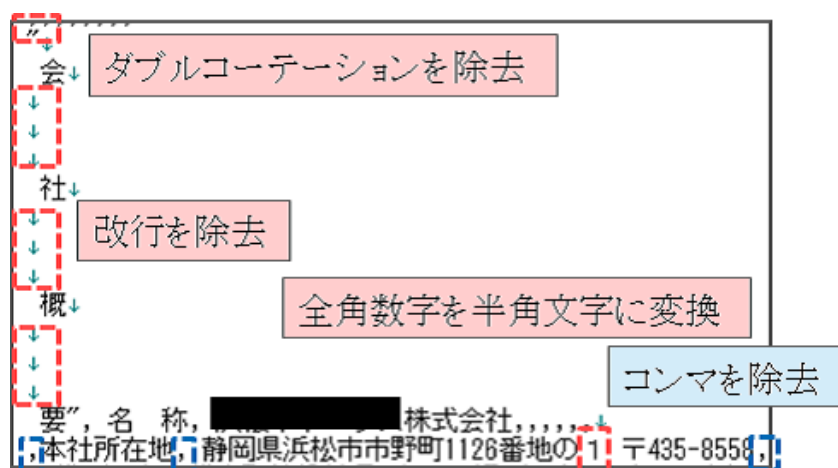 ,,,,,,,,
"↓
会↓
ダブルコーテーションを除去
↓
↓
↓
社↓
↓
改行を除去
↓
↓
概↓
全角数字を半角文字に変換
↓
↓
コンマを除去
↓
要", 名 称, 株式会社,,,,,↓
,本社所在地, 静岡県浜松市市野町1126番地の１ 〒435-8558,